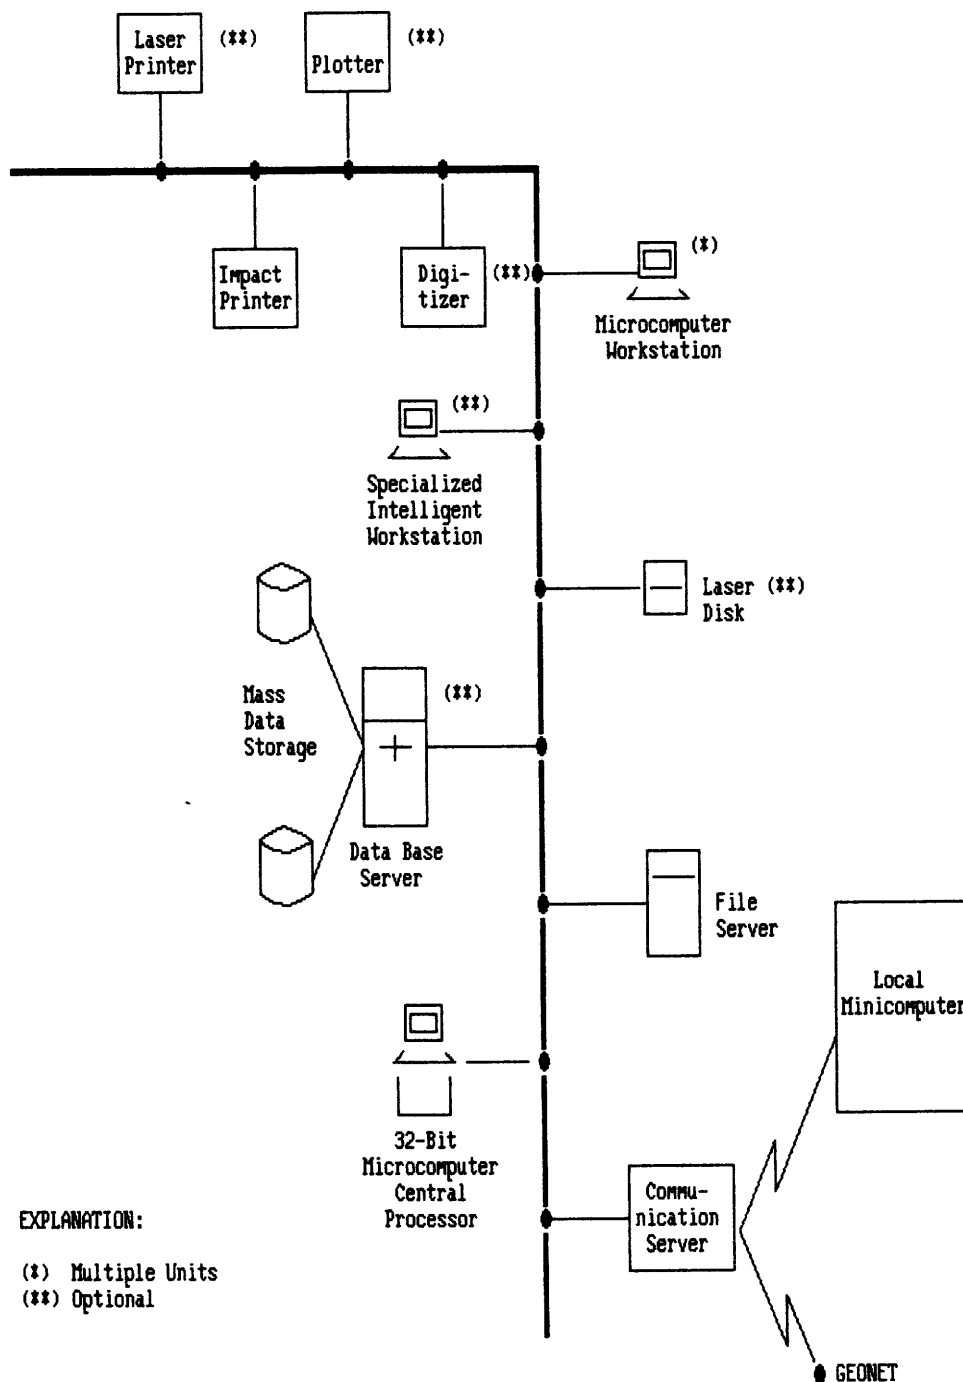 Laser
Printer
(**)
Plotter
(**)
Impact
Printer
Digi-
tizer
(**)
(*)
Microcomputer
Workstation
(**)
Specialized
Intelligent
Workstation
Laser (**)
Disk
Mass
Data
Storage
(**)
Data Base
Server
File
Server
Local
Minicomputer
32-Bit
Microcomputer
Central
Processor
Commu-
nication
Server
EXPLANATION:
(*) Multiple Units
(**) Optional
GEONET